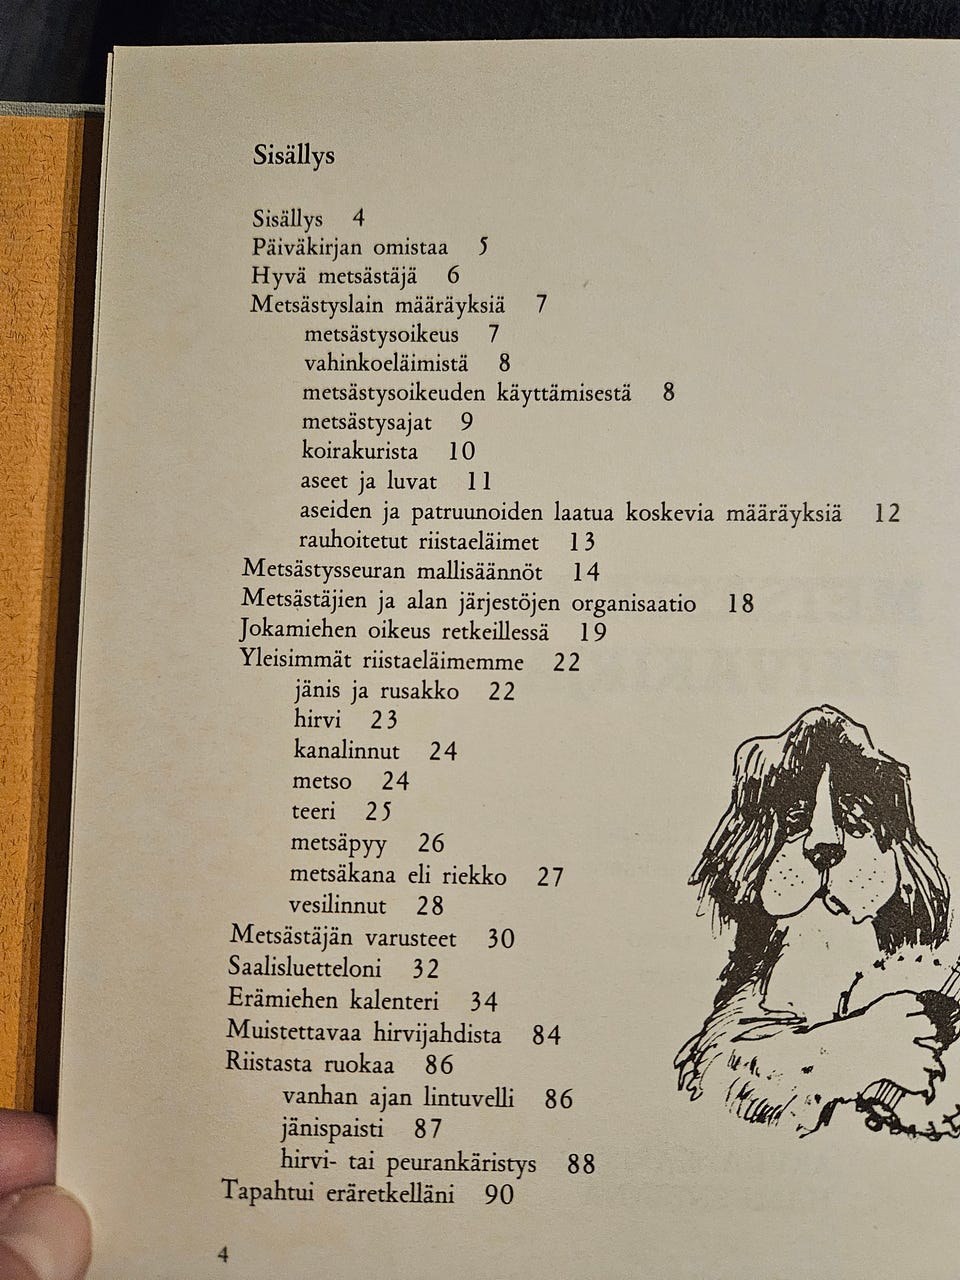 Sisällys
Sisällys 4
Päiväkirjan omistaa 5
Hyvä metsästäjä 6
Metsästyslain määräyksiä 7
metsästysoikeus 7
vahinkoeläimistä 8
metsästysoikeuden käyttämisestä 8
metsästysajat 9
koirakurista 10
aseet ja luvat 11
aseiden ja patruunoiden laatua koskevia määräyksiä 12
rauhoitetut riistaeläimet 13
Metsästysseuran mallisäännöt 14
Metsästäjien ja alan järjestöjen organisaatio 18
Jokamiehen oikeus retkeillessä 19
Yleisimmät riistaeläimemme 22
jänis ja rusakko 22
hirvi 23
kanalinnut 24
metso 24
teeri 25
metsäpyy 26
metsäkana eli riekko 27
vesilinnut 28
Metsästäjän varusteet 30
Saalisluetteloni 32
Erämiehen kalenteri 34
Muistettavaa hirvijahdista 84
Riistasta ruokaa 86
vanhan ajan lintuvelli 86
jänispaisti 87
hirvi- tai peurankäristys 88
Tapahtui eräretkelläni 90
4